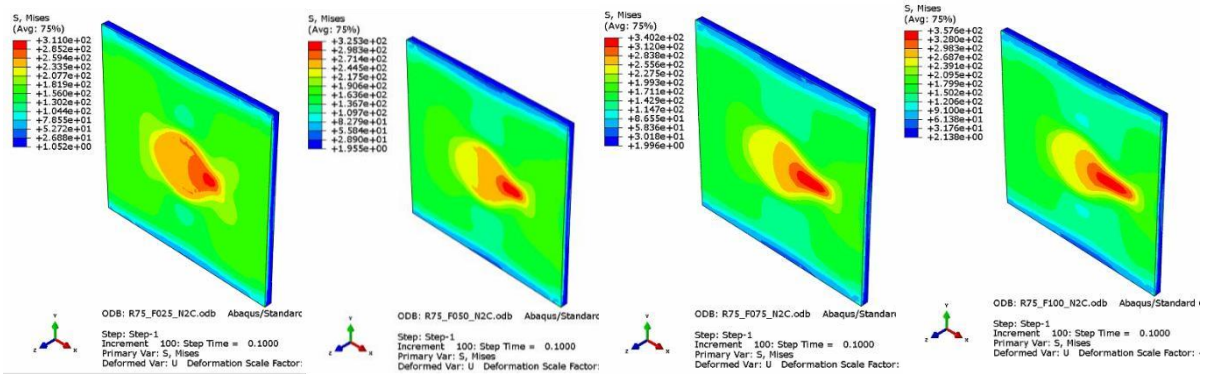 S, Mises
(Avg: 75%)
+3.110e+02
+2.852e+02
+2.594e+02
+2.335e+02
+2.077e+02
+1.819e+02
+1.560e+02
+1.302e+02
+1.044e+02
+7.855e+01
+5.272e+01
+2.688e+01
+1.052e+00
ODB: R75_F025_N2C.odb Abaqus/Standard
Y
Z
X
Step: Step-1
Increment 100: Step Time = 0.1000
Primary Var: S, Mises
Deformed Var: U Deformation Scale Factor:
S, Mises
(Avg: 75%)
+3.253e+02
+2.983e+02
+2.714e+02
+2.445e+02
+2.175e+02
+1.906e+02
+1.636e+02
+1.367e+02
+1.097e+02
+8.279e+01
+5.584e+01
+2.890e+01
+1.955e+00
ODB: R75_F050_N2C.odb Abaqus/Standard
Y
Z
X
Step: Step-1
Increment 100: Step Time = 0.1000
Primary Var: S, Mises
Deformed Var: U Deformation Scale Factor:
S, Mises
(Avg: 75%)
+3.402e+02
+3.120e+02
+2.838e+02
+2.556e+02
+2.275e+02
+1.993e+02
+1.711e+02
+1.429e+02
+1.147e+02
+8.655e+01
+5.836e+01
+3.018e+01
+1.996e+00
ODB: R75_F075_N2C.odb Abaqus/Standard
Y
Z
X
Step: Step-1
Increment 100: Step Time = 0.1000
Primary Var: S, Mises
Deformed Var: U Deformation Scale Factor:
S, Mises
(Avg: 75%)
+3.576e+02
+3.280e+02
+2.983e+02
+2.687e+02
+2.391e+02
+2.095e+02
+1.799e+02
+1.502e+02
+1.206e+02
+9.100e+01
+6.138e+01
+3.176e+01
+2.138e+00
ODB: R75_F100_N2C.odb Abaqus/Standard
Y
Z
X
Step: Step-1
Increment 100: Step Time = 0.1000
Primary Var: S, Mises
Deformed Var: U Deformation Scale Factor: